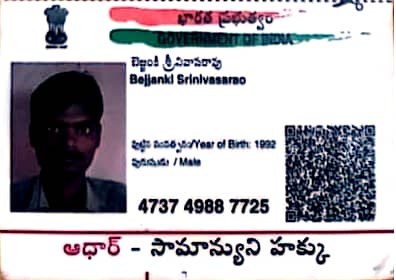 భారత ప్రభుత్వం
GOVERNMENT OF INDIA
బెజ్జంకి శ్రీనివాసరావు
Bejjanki Srinivasarao
పుట్టిన సంవత్సరం/Year of Birth: 1992
పురుషుడు / Male
4737 4988 7725
ఆధార్ - సామాన్యుని హక్కు